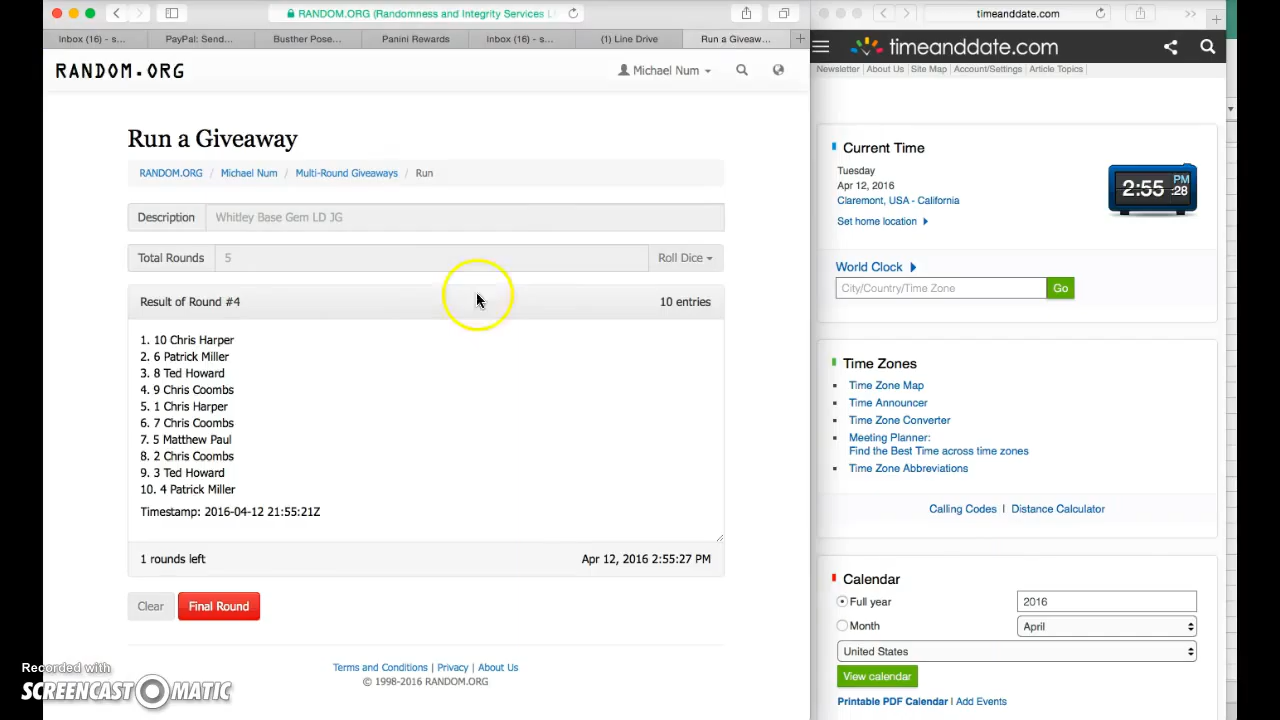 RANDOM.ORG (Randomness and Integrity Services L
Inbox (16) - s...
PayPal: Send...
Busther Pose...
Panini Rewards
Inbox (16) - s...
(1) Line Drive
Run a Giveaw...
RANDOM.ORG
Michael Num
Run a Giveaway
RANDOM.ORG / Michael Num / Multi-Round Giveaways / Run
Description Whitley Base Gem LD JG
Total Rounds 5 Roll Dice
Result of Round #4 10 entries
1. 10 Chris Harper
2. 6 Patrick Miller
3. 8 Ted Howard
4. 9 Chris Coombs
5. 1 Chris Harper
6. 7 Chris Coombs
7. 5 Matthew Paul
8. 2 Chris Coombs
9. 3 Ted Howard
10. 4 Patrick Miller
Timestamp: 2016-04-12 21:55:21Z
1 rounds left Apr 12, 2016 2:55:27 PM
Clear Final Round
Terms and Conditions | Privacy | About Us
© 1998-2016 RANDOM.ORG
Recorded with
SCREENCAST-O-MATIC
timeanddate.com
timeanddate.com
Newsletter | About Us | Site Map | Account/Settings | Article Topics |
Current Time
Tuesday
Apr 12, 2016
Claremont, USA - California
Set home location
2:55 PM :28
World Clock
City/Country/Time Zone Go
Time Zones
Time Zone Map
Time Announcer
Time Zone Converter
Meeting Planner:
Find the Best Time across time zones
Time Zone Abbreviations
Calling Codes | Distance Calculator
Calendar
Full year 2016
Month April
United States
View calendar
Printable PDF Calendar | Add Events